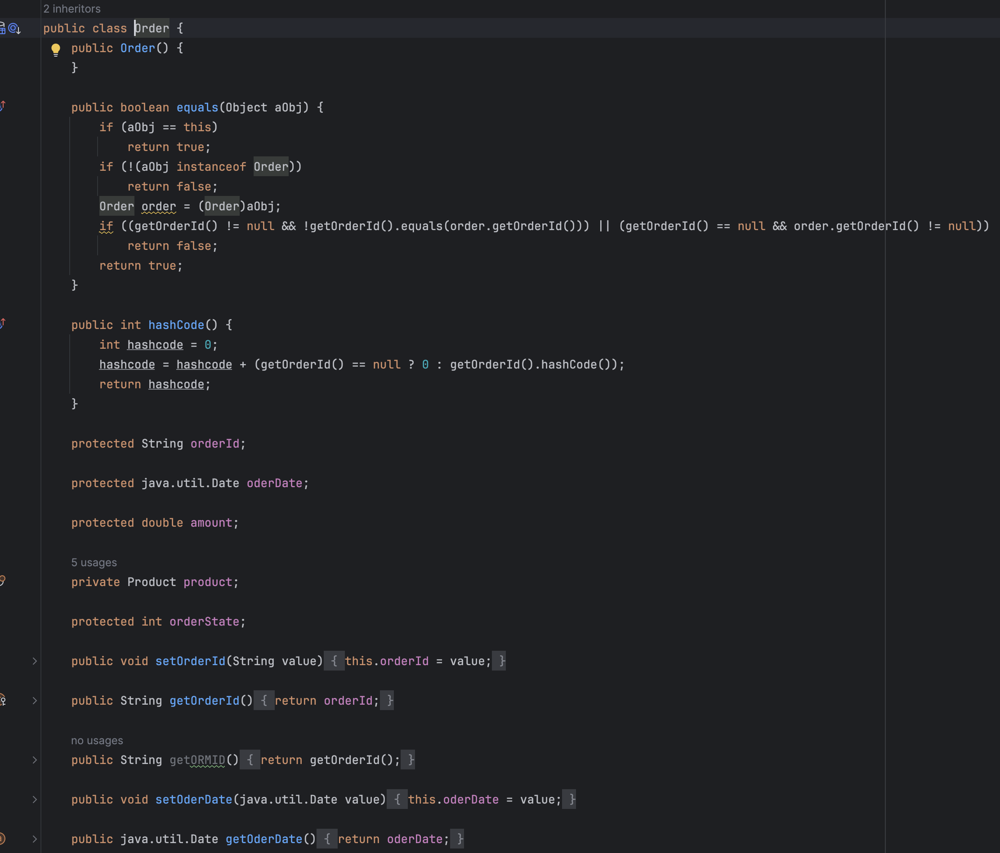 2 inheritors
public class Order {
public Order() {
}
public boolean equals(Object aObj) {
if (aObj == this)
return true;
if (!(aObj instanceof Order))
return false;
Order order = (Order)aObj;
if ((getOrderId() != null && !getOrderId().equals(order.getOrderId())) || (getOrderId() == null && order.getOrderId() != null))
return false;
return true;
}
public int hashCode() {
int hashcode = 0;
hashcode = hashcode + (getOrderId() == null ? 0 : getOrderId().hashCode());
return hashcode;
}
protected String orderId;
protected java.util.Date oderDate;
protected double amount;
5 usages
private Product product;
protected int orderState;
public void setOrderId(String value) { this.orderId = value; }
public String getOrderId() { return orderId; }
no usages
public String getORMID() { return getOrderId(); }
public void setOderDate(java.util.Date value) { this.oderDate = value; }
public java.util.Date getOderDate() { return oderDate; }